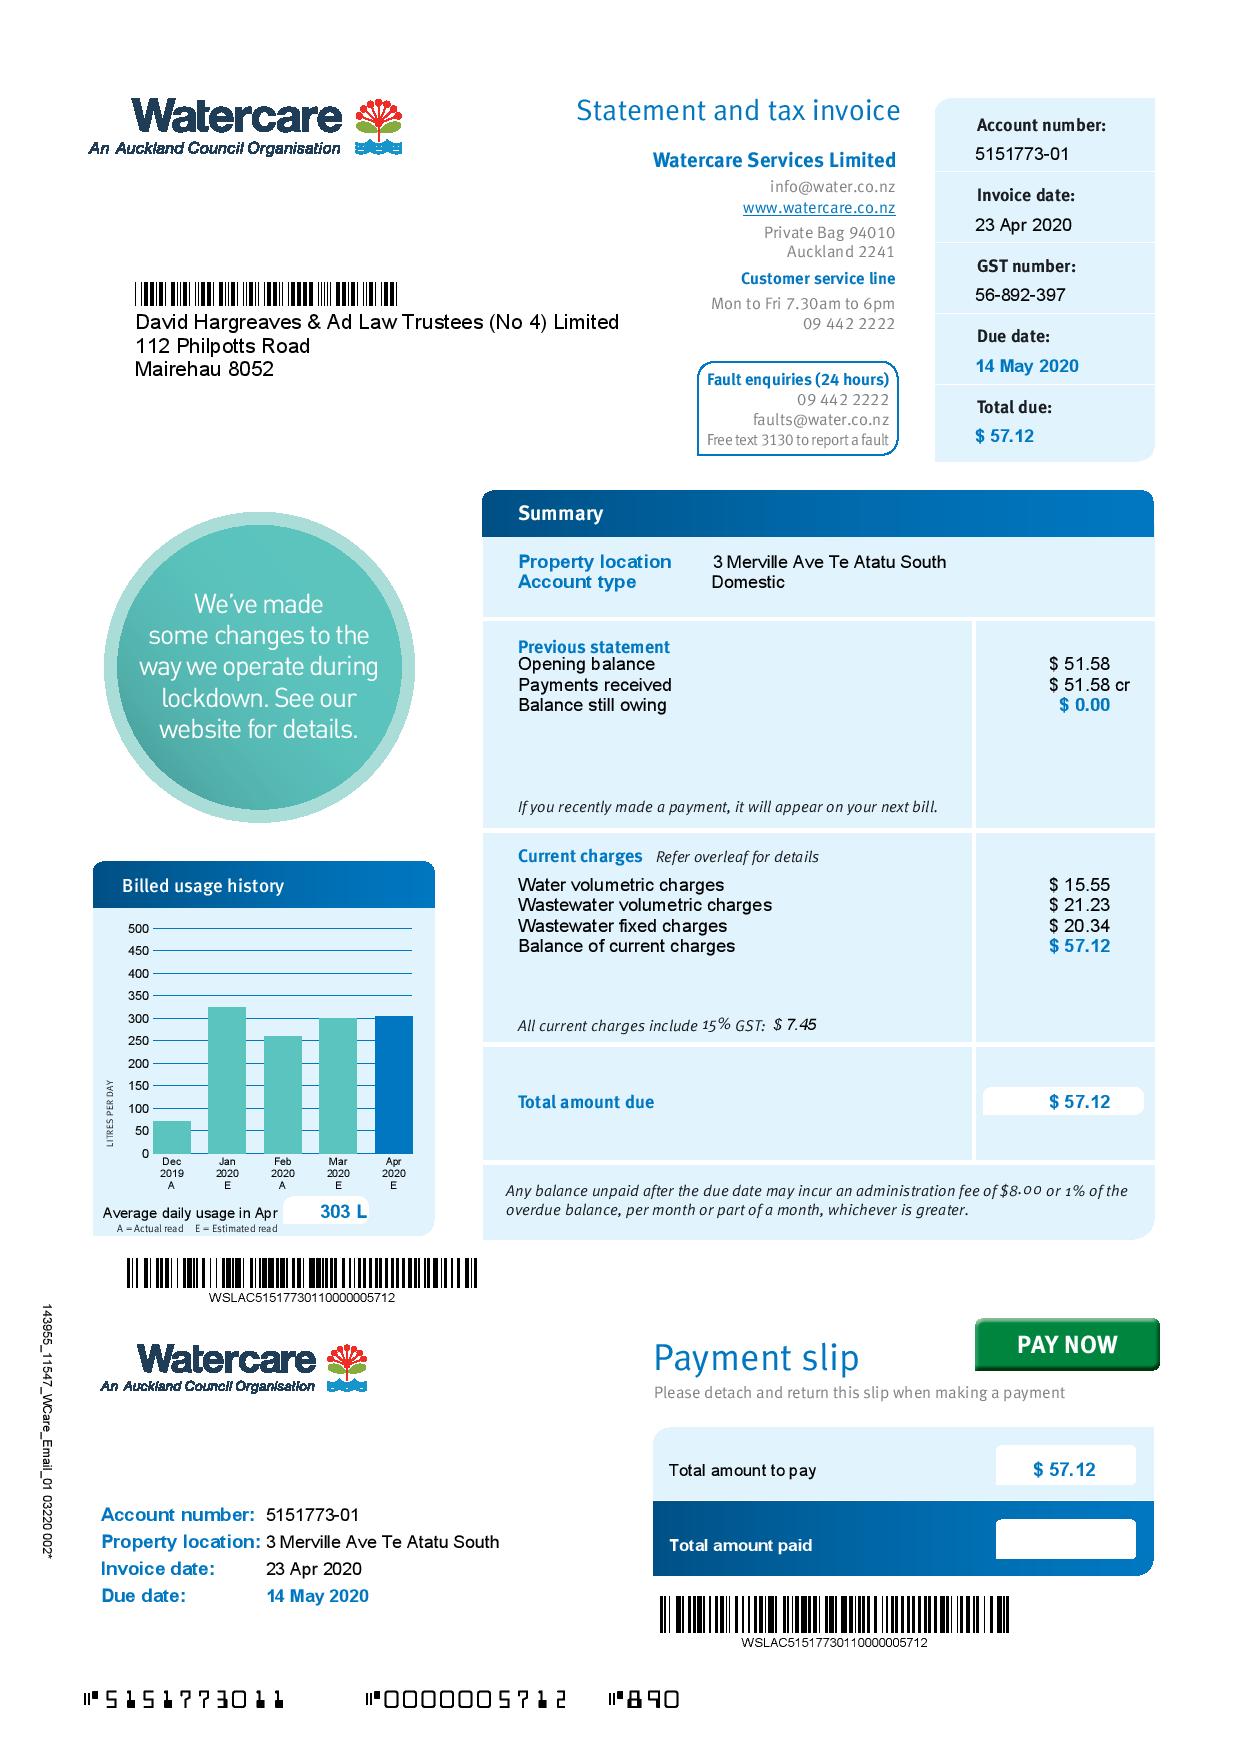 Watercare
An Auckland Council Organisation
Statement and tax invoice
Watercare Services Limited
info@water.co.nz
www.watercare.co.nz
Private Bag 94010
Auckland 2241
Customer service line
Mon to Fri 7.30am to 6pm
09 442 2222
Fault enquiries (24 hours)
09 442 2222
faults@water.co.nz
Free text 3130 to report a fault
Account number:
5151773-01
Invoice date:
23 Apr 2020
GST number:
56-892-397
Due date:
14 May 2020
Total due:
$ 57.12
David Hargreaves & Ad Law Trustees (No 4) Limited
112 Philpotts Road
Mairehau 8052
We've made
some changes to the
way we operate during
lockdown. See our
website for details.
Summary
Property location 3 Merville Ave Te Atatu South
Account type Domestic
Previous statement
Opening balance $ 51.58
Payments received $ 51.58 cr
Balance still owing $ 0.00
If you recently made a payment, it will appear on your next bill.
Current charges Refer overleaf for details
Water volumetric charges $ 15.55
Wastewater volumetric charges $ 21.23
Wastewater fixed charges $ 20.34
Balance of current charges $ 57.12
All current charges include 15% GST: $ 7.45
Total amount due $ 57.12
Any balance unpaid after the due date may incur an administration fee of $8.00 or 1% of the
overdue balance, per month or part of a month, whichever is greater.
Billed usage history
500
450
400
350
300
250
200
150
100
50
0
LITRES PER DAY
Dec Jan Feb Mar Apr
2019 2020 2020 2020 2020
A E A E E
Average daily usage in Apr 303 L
A = Actual read E = Estimated read
WSLAC51517730110000005712
143955_11547_WCare_Email_01 03220 002*
Watercare
An Auckland Council Organisation
Payment slip
PAY NOW
Please detach and return this slip when making a payment
Total amount to pay $ 57.12
Total amount paid
Account number: 5151773-01
Property location: 3 Merville Ave Te Atatu South
Invoice date: 23 Apr 2020
Due date: 14 May 2020
WSLAC51517730110000005712
⑈5151773011 ⑈0000005712 ⑈890